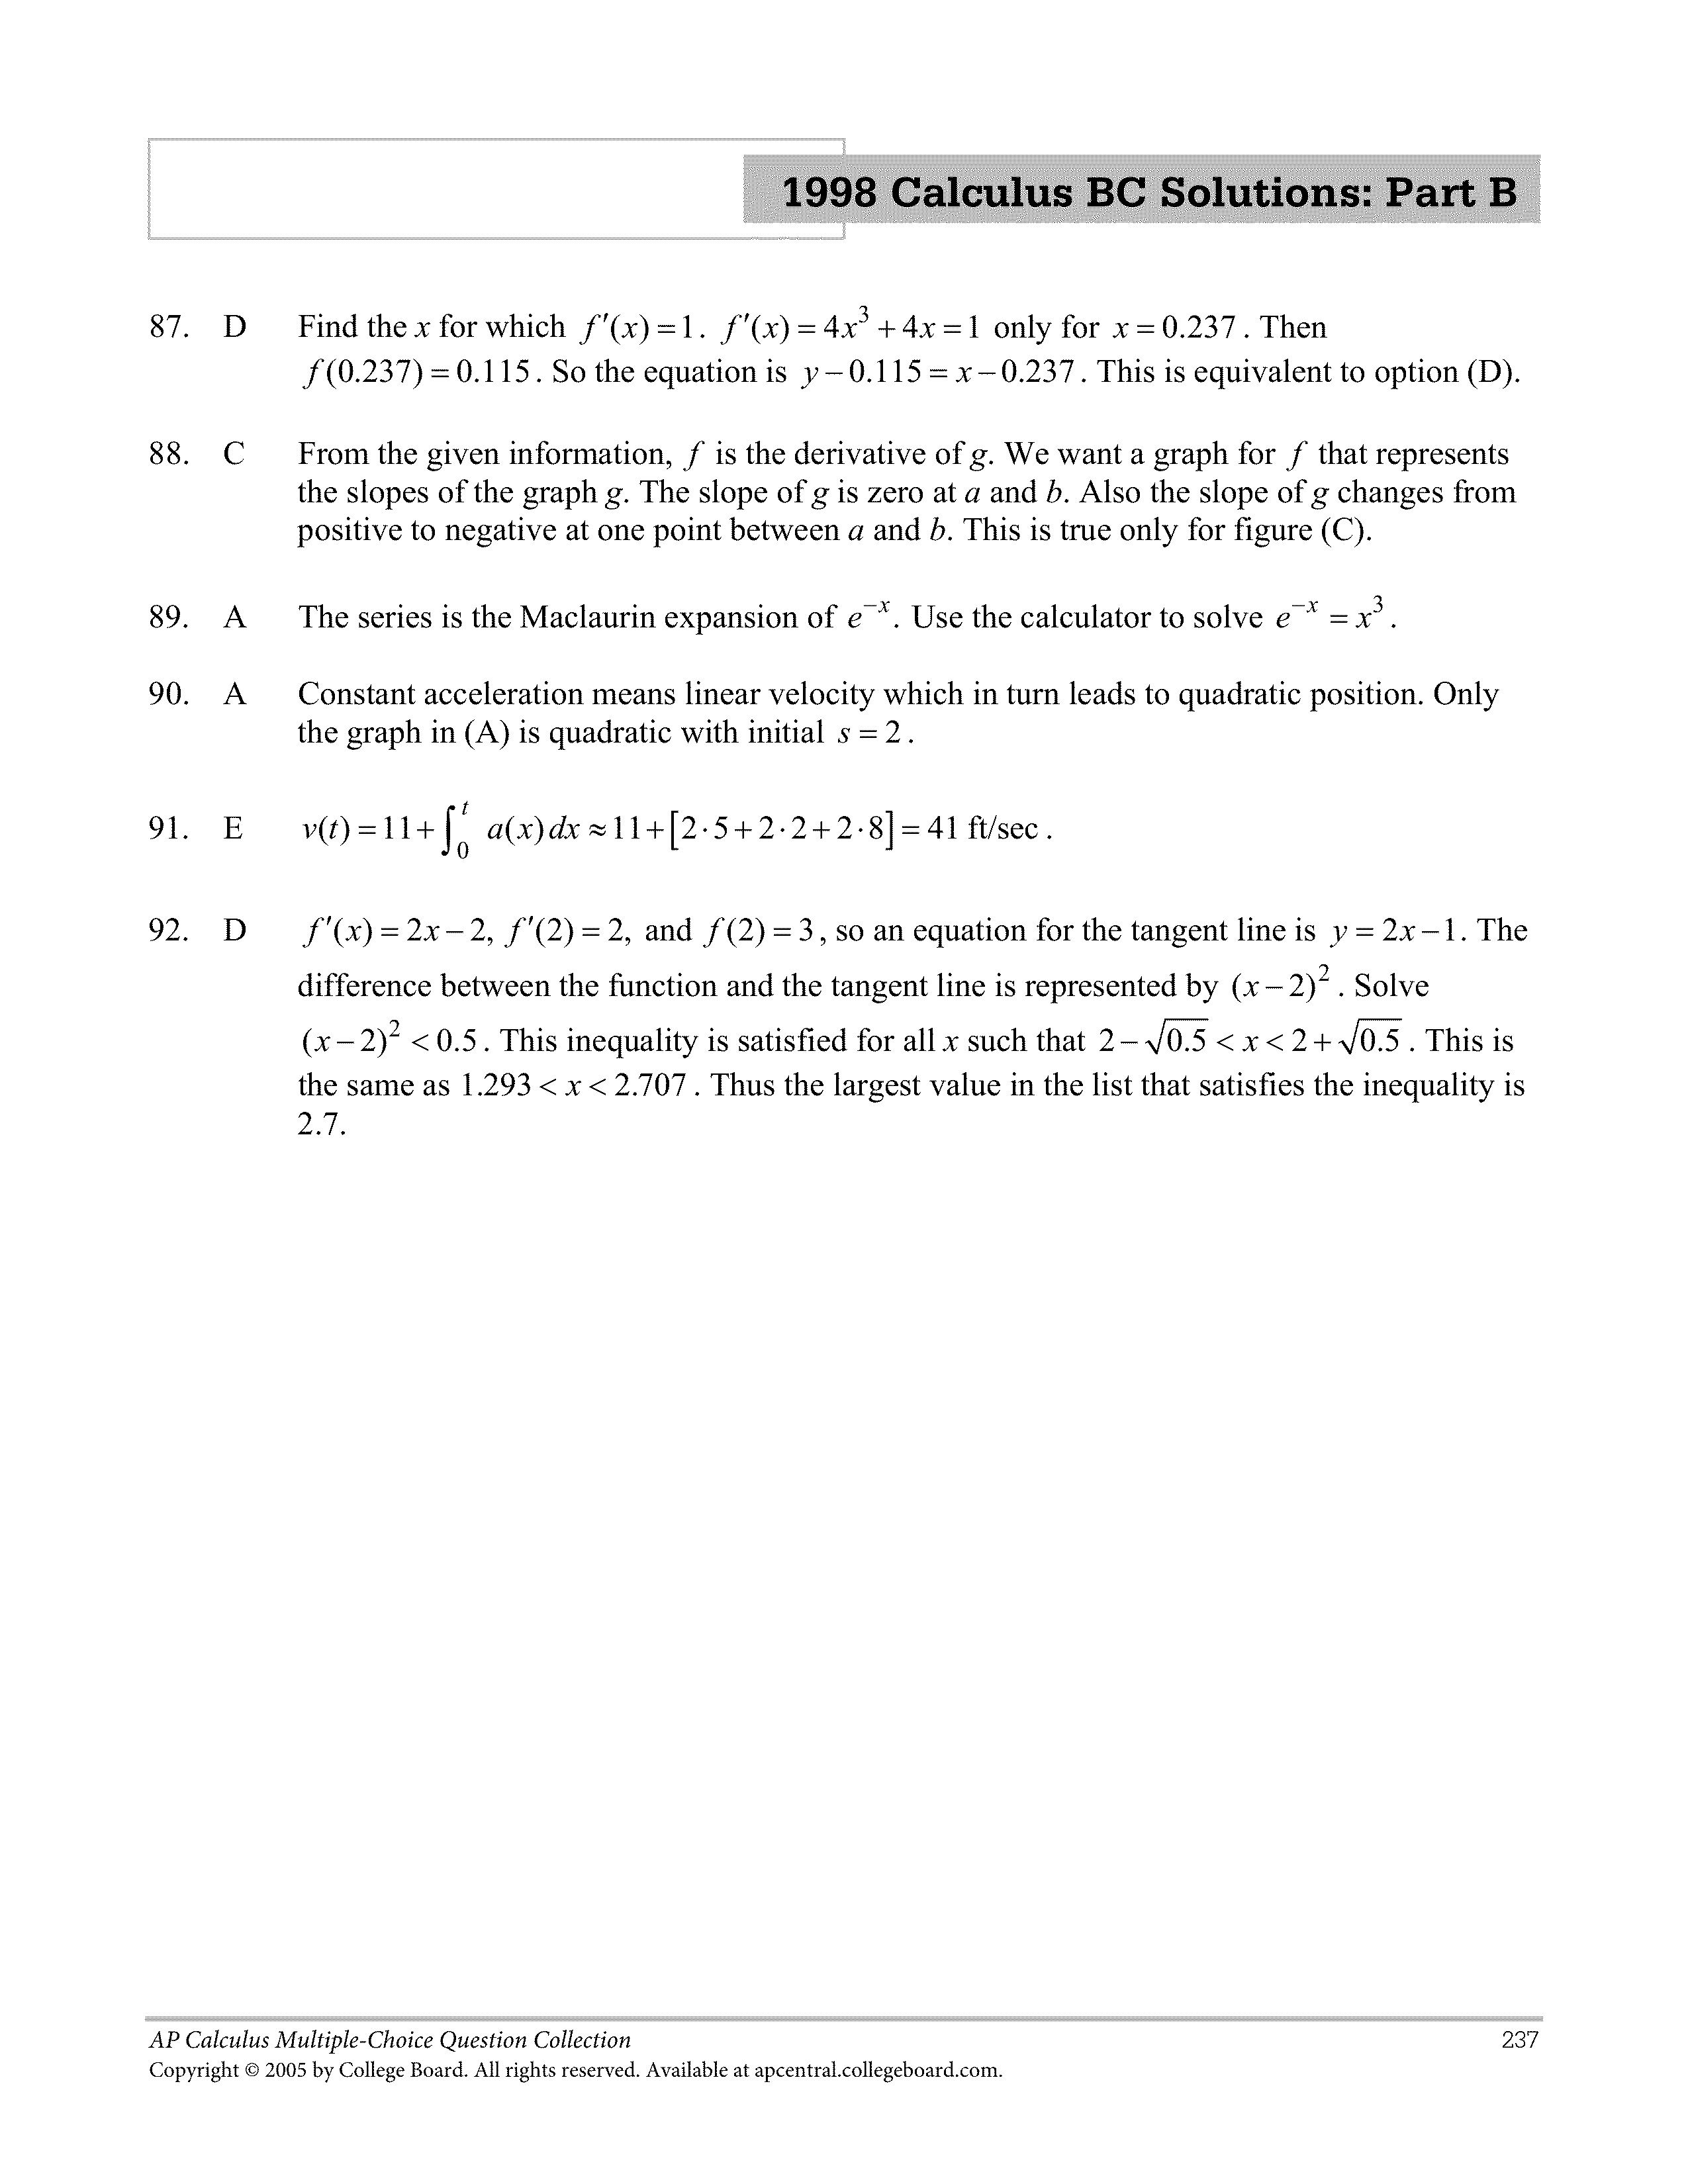 1998 Calculus BC Solutions: Part B
87. D Find the x for which f′(x) = 1. f′(x) = 4x³ + 4x = 1 only for x = 0.237. Then
f(0.237) = 0.115. So the equation is y − 0.115 = x − 0.237. This is equivalent to option (D).
88. C From the given information, f is the derivative of g. We want a graph for f that represents
the slopes of the graph g. The slope of g is zero at a and b. Also the slope of g changes from
positive to negative at one point between a and b. This is true only for figure (C).
89. A The series is the Maclaurin expansion of e⁻ˣ. Use the calculator to solve e⁻ˣ = x³.
90. A Constant acceleration means linear velocity which in turn leads to quadratic position. Only
the graph in (A) is quadratic with initial s = 2.
91. E v(t) = 11 + ∫₀ᵗ a(x) dx ≈ 11 + [2·5 + 2·2 + 2·8] = 41 ft/sec.
92. D f′(x) = 2x − 2, f′(2) = 2, and f(2) = 3, so an equation for the tangent line is y = 2x − 1. The
difference between the function and the tangent line is represented by (x − 2)². Solve
(x − 2)² < 0.5. This inequality is satisfied for all x such that 2 − √0.5 < x < 2 + √0.5. This is
the same as 1.293 < x < 2.707. Thus the largest value in the list that satisfies the inequality is
2.7.
AP Calculus Multiple-Choice Question Collection 237
Copyright © 2005 by College Board. All rights reserved. Available at apcentral.collegeboard.com.